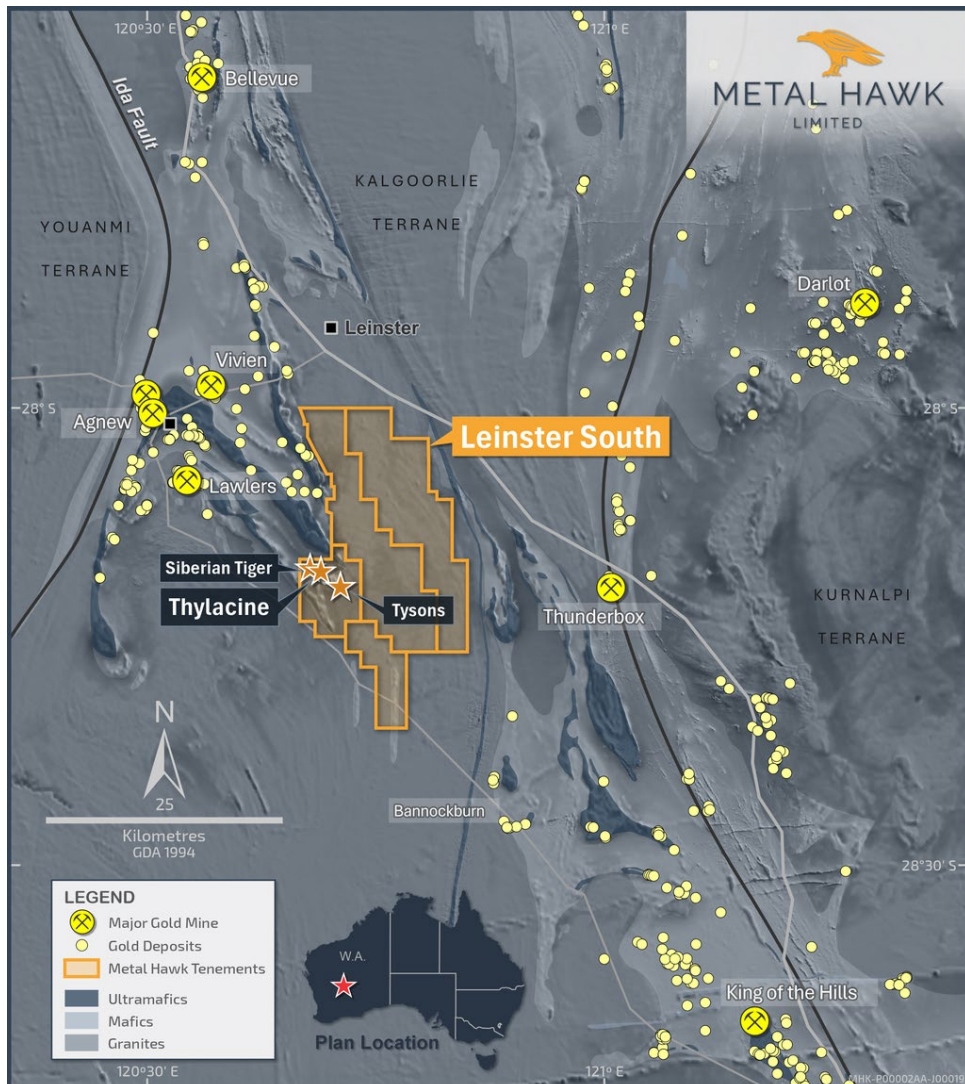 120°30' E
121° E
METAL HAWK
LIMITED
Bellevue
Ida Fault
KALGOORLIE
TERRANE
YOUANMI
TERRANE
Darlot
Leinster
Vivien
28° S
28° S
Agnew
Leinster South
Lawlers
Siberian Tiger
Thylacine
Tysons
Thunderbox
KURNALPI
TERRANE
N
25
Kilometres
GDA 1994
Bannockburn
28°30' S
LEGEND
Major Gold Mine
Gold Deposits
Metal Hawk Tenements
Ultramafics
Mafics
Granites
W.A.
Plan Location
King of the Hills
120°30' E
121° E
MHK-P00002AA-J00019